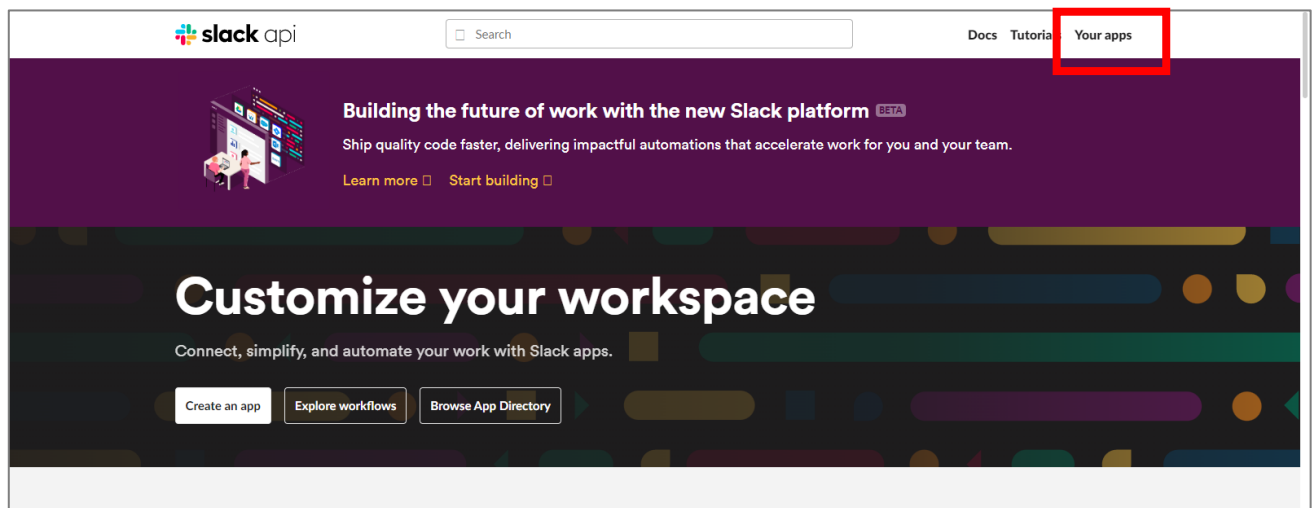 slack api
Search
Docs Tutorials Your apps
Building the future of work with the new Slack platform BETA
Ship quality code faster, delivering impactful automations that accelerate work for you and your team.
Learn more Start building
Customize your workspace
Connect, simplify, and automate your work with Slack apps.
Create an app Explore workflows Browse App Directory